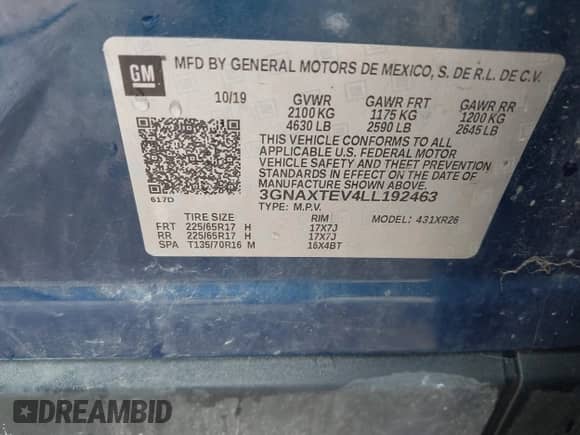 GM
MFD BY GENERAL MOTORS DE MEXICO, S. DE R.L. DE C.V.
10/19 GVWR GAWR FRT GAWR RR
2100 KG 1175 KG 1200 KG
4630 LB 2590 LB 2645 LB
THIS VEHICLE CONFORMS TO ALL
APPLICABLE U.S. FEDERAL MOTOR
VEHICLE SAFETY AND THEFT PREVENTION
STANDARDS IN EFFECT ON THE DATE OF
MANUFACTURE SHOWN ABOVE.
617D 3GNAXTEV4LL192463
TYPE: M.P.V. MODEL: 431XR26
TIRE SIZE RIM
FRT 225/65R17 H 17X7J
RR 225/65R17 H 17X7J
SPA T135/70R16 M 16X4BT
DREAMBID